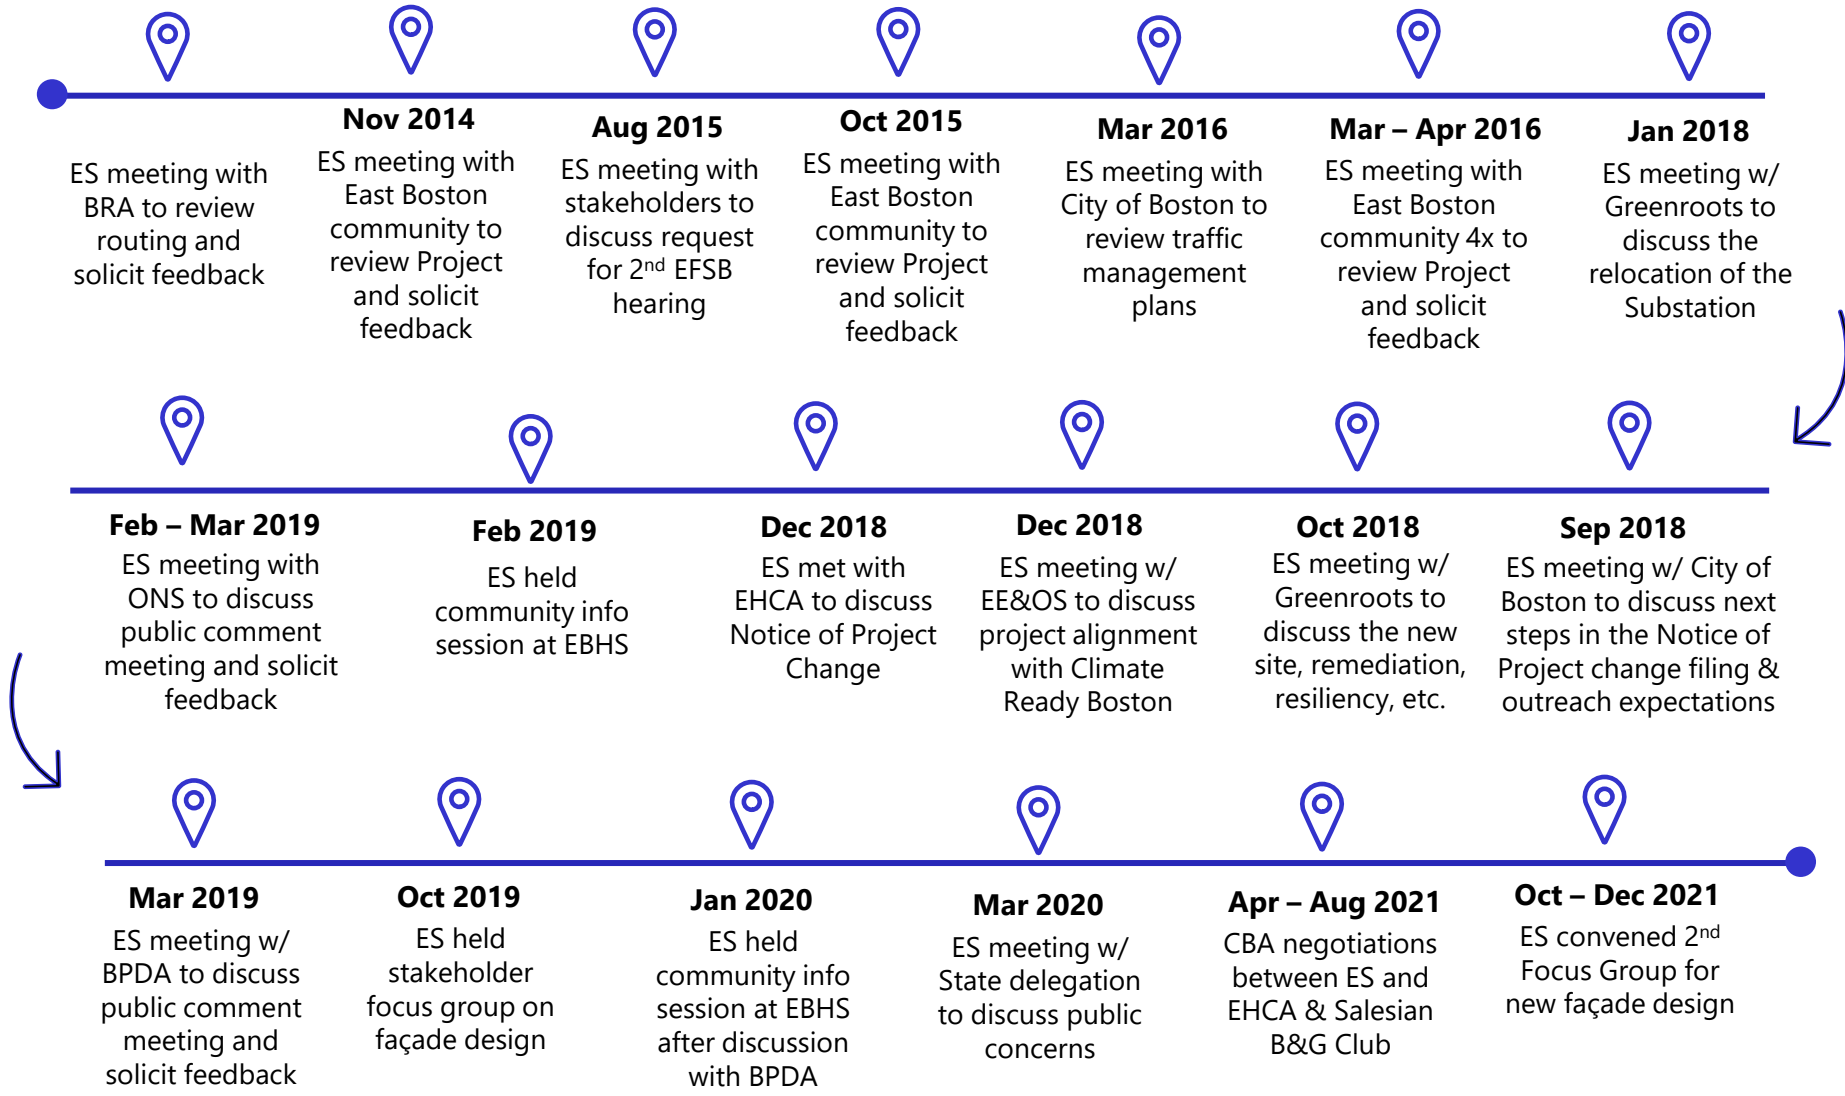 ES meeting with
BRA to review
routing and
solicit feedback
Nov 2014
ES meeting with
East Boston
community to
review Project
and solicit
feedback
Aug 2015
ES meeting with
stakeholders to
discuss request
for 2nd EFSB
hearing
Oct 2015
ES meeting with
East Boston
community to
review Project
and solicit
feedback
Mar 2016
ES meeting with
City of Boston to
review traffic
management
plans
Mar – Apr 2016
ES meeting with
East Boston
community 4x to
review Project
and solicit
feedback
Jan 2018
ES meeting w/
Greenroots to
discuss the
relocation of the
Substation
Feb – Mar 2019
ES meeting with
ONS to discuss
public comment
meeting and solicit
feedback
Feb 2019
ES held
community info
session at EBHS
Dec 2018
ES met with
EHCA to discuss
Notice of Project
Change
Dec 2018
ES meeting w/
EE&OS to discuss
project alignment
with Climate
Ready Boston
Oct 2018
ES meeting w/
Greenroots to
discuss the new
site, remediation,
resiliency, etc.
Sep 2018
ES meeting w/ City of
Boston to discuss next
steps in the Notice of
Project change filing &
outreach expectations
Mar 2019
ES meeting w/
BPDA to discuss
public comment
meeting and
solicit feedback
Oct 2019
ES held
stakeholder
focus group on
façade design
Jan 2020
ES held
community info
session at EBHS
after discussion
with BPDA
Mar 2020
ES meeting w/
State delegation
to discuss public
concerns
Apr – Aug 2021
CBA negotiations
between ES and
EHCA & Salesian
B&G Club
Oct – Dec 2021
ES convened 2nd
Focus Group for
new façade design